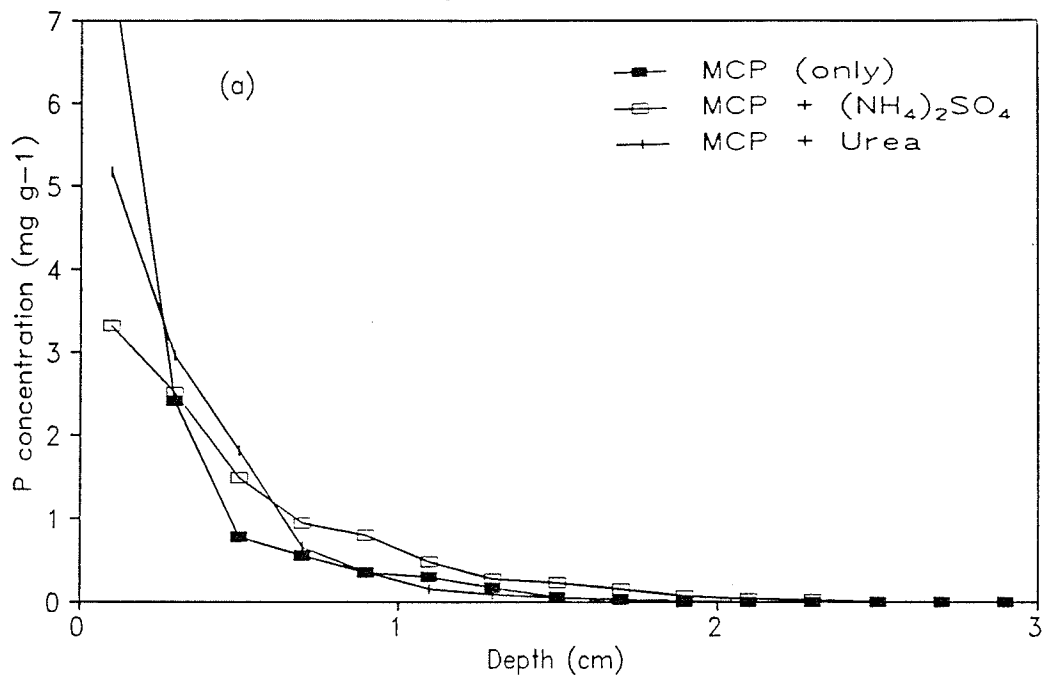 (a)
MCP (only)
MCP + (NH₄)₂SO₄
MCP + Urea
7
6
5
4
3
2
1
0
P concentration (mg g-1)
0 1 2 3
Depth (cm)